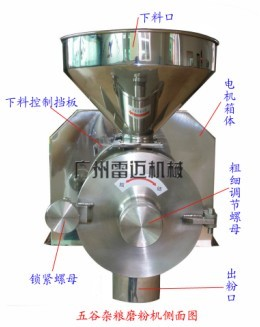 下料口
下料控制挡板
电机箱体
广州雷迈机械
粗细调节螺母
锁紧螺母
出粉口
五谷杂粮磨粉机侧面图